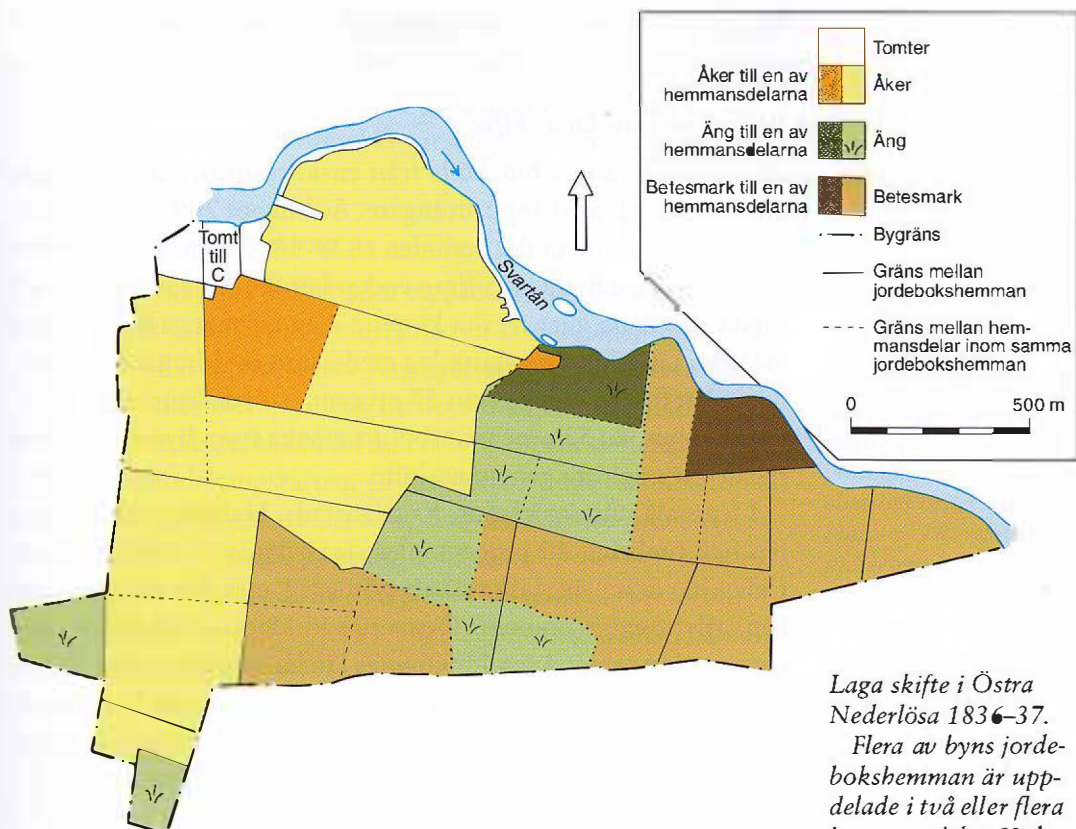 Tomter
Åker till en av
hemmansdelarna
Åker
Äng till en av
hemmansdelarna
Äng
Betesmark till en av
hemmansdelarna
Betesmark
Bygräns
Gräns mellan
jordebokshemman
Gräns mellan hem-
mansdelar inom samma
jordebokshemman
0 500 m
Tomt
till
C
Svartån
Laga skifte i Östra
Nederlösa 1836–37.
Flera av byns jorde-
bokshemman är upp-
delade i två eller flera